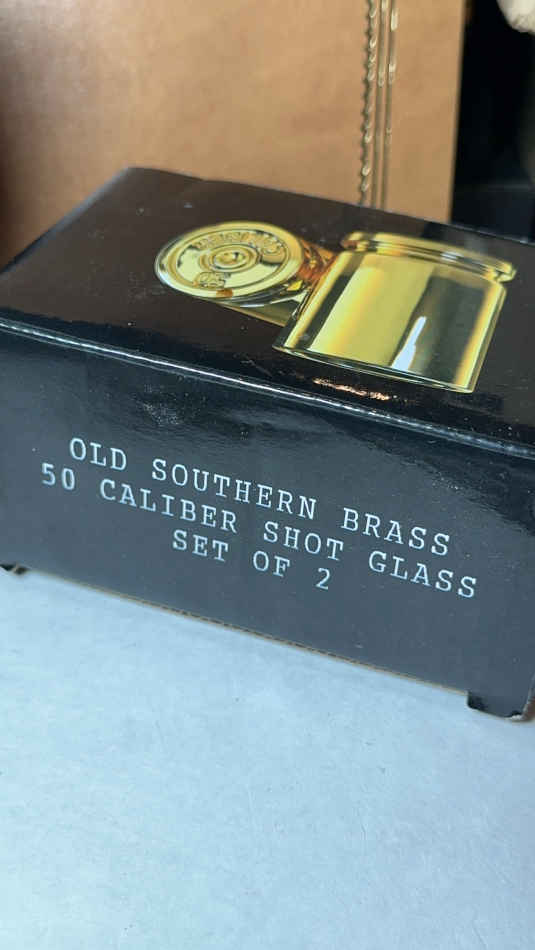 OLD SOUTHERN BRASS
50 CALIBER SHOT GLASS
SET OF 2